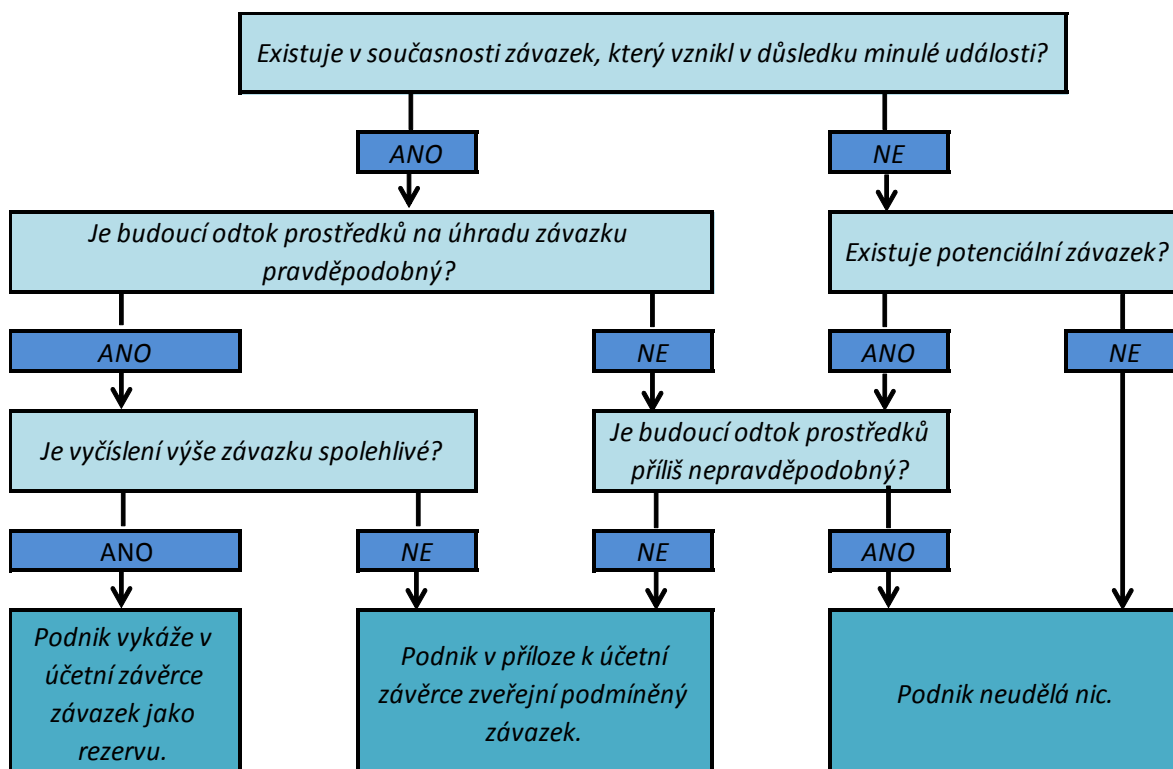 Existuje v současnosti závazek, který vznikl v důsledku minulé události?
ANO
NE
Je budoucí odtok prostředků na úhradu závazku
pravděpodobný?
Existuje potenciální závazek?
ANO
NE
ANO
NE
Je vyčíslení výše závazku spolehlivé?
Je budoucí odtok prostředků
příliš nepravděpodobný?
ANO
NE
NE
ANO
Podnik vykáže v
účetní závěrce
závazek jako
rezervu.
Podnik v příloze k účetní
závěrce zveřejní podmíněný
závazek.
Podnik neudělá nic.